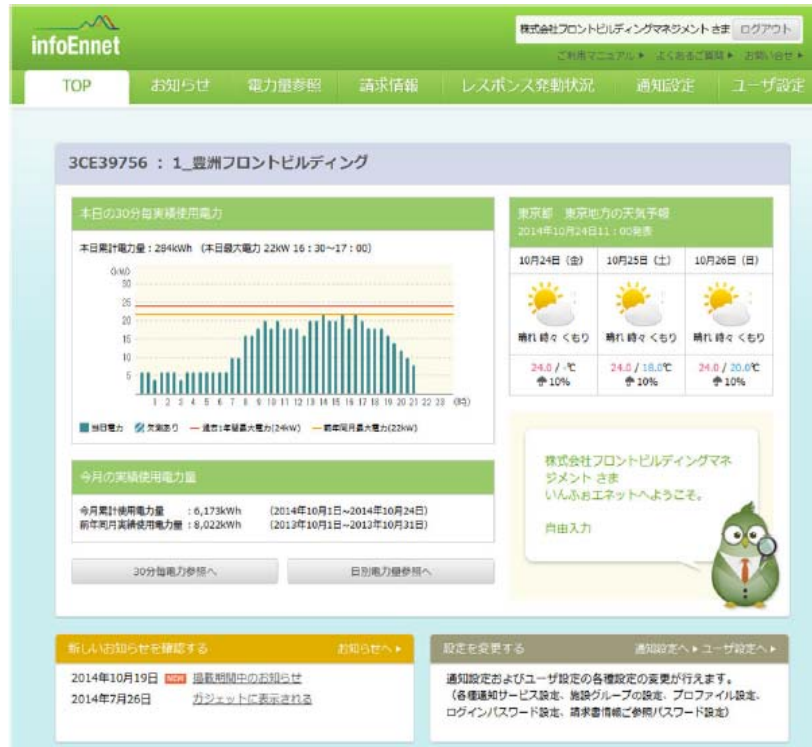 infoEnnet
株式会社フロントビルディングマネジメント さま ログアウト
ご利用マニュアル よくあるご質問 お問い合せ
TOP お知らせ 電力量参照 請求情報 レスポンス発動状況 通知設定 ユーザ設定
3CE39756 : 1_豊洲フロントビルディング
本日の30分毎実績使用電力
本日累計電力量:284kWh (本日最大電力 22kW 16:30~17:00)
(kW)
30
25
20
15
10
5
1 2 3 4 5 6 7 8 9 10 11 12 13 14 15 16 17 18 19 20 21 22 23 (時)
当日電力 欠測あり 過去1年間最大電力(24kW) 前年同月最大電力(22kW)
東京都 東京地方の天気予報
2014年10月24日11:00発表
10月24日(金) 10月25日(土) 10月26日(日)
晴れ 時々 くもり 晴れ 時々 くもり 晴れ 時々 くもり
24.0 / -℃ 24.0 / 18.0℃ 24.0 / 20.0℃
10% 10% 10%
今月の実績使用電力量
今月累計使用電力量 :6,173kWh (2014年10月1日~2014年10月24日)
前年同月実績使用電力量:8,022kWh (2013年10月1日~2013年10月31日)
30分毎電力参照へ 日別電力量参照へ
株式会社フロントビルディングマネ
ジメント さま
いんふぉエネットへようこそ。
自由入力
新しいお知らせを確認する お知らせへ
2014年10月19日 NEW 掲載期間中のお知らせ
2014年7月26日 ガジェットに表示される
設定を変更する 通知設定へ ユーザ設定へ
通知設定およびユーザ設定の各種設定の変更が行えます。
(各種通知サービス設定、施設グループの設定、プロファイル設定、
ログインパスワード設定、請求書情報ご参照パスワード設定)